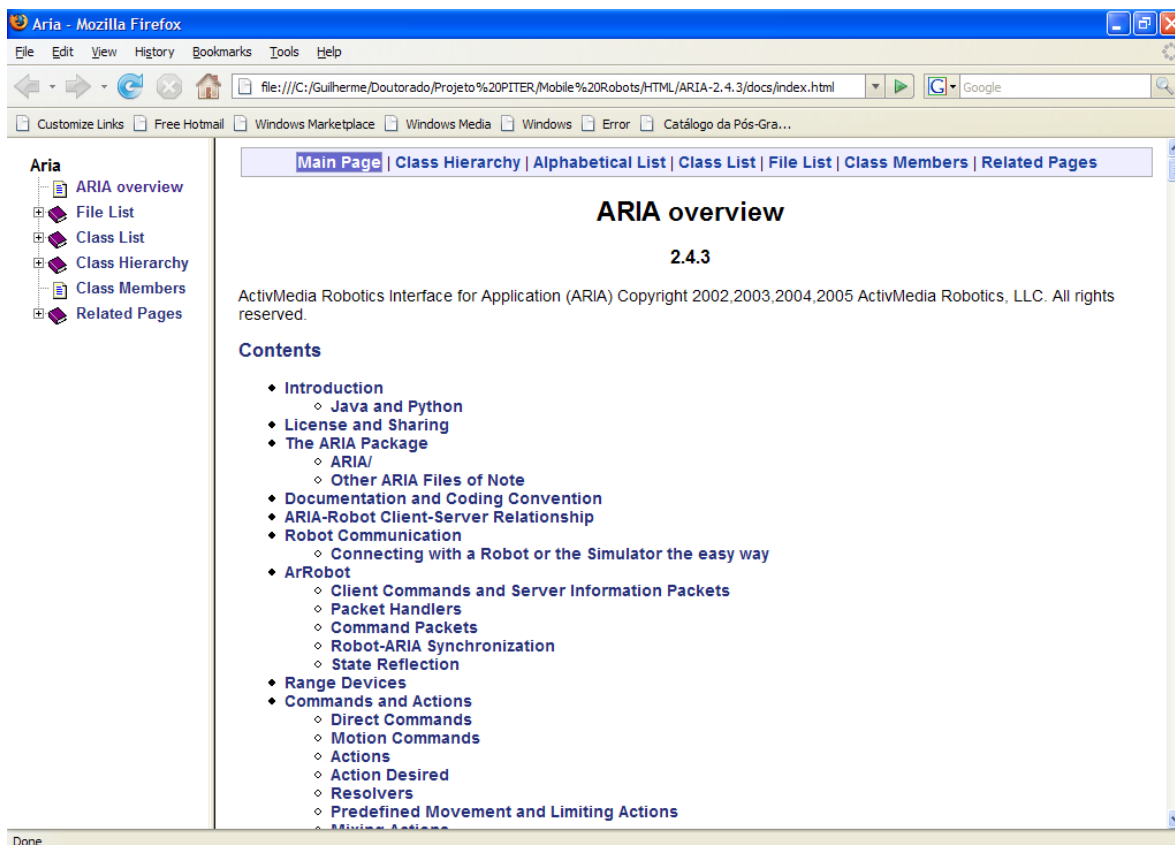 Aria - Mozilla Firefox
File Edit View History Bookmarks Tools Help
file:///C:/Guilherme/Doutorado/Projeto%20PITER/Mobile%20Robots/HTML/ARIA-2.4.3/docs/index.html G Google
Customize Links Free Hotmail Windows Marketplace Windows Media Windows Error Catálogo da Pós-Gra...
Aria
ARIA overview
File List
Class List
Class Hierarchy
Class Members
Related Pages
Main Page | Class Hierarchy | Alphabetical List | Class List | File List | Class Members | Related Pages
ARIA overview
2.4.3
ActivMedia Robotics Interface for Application (ARIA) Copyright 2002,2003,2004,2005 ActivMedia Robotics, LLC. All rights
reserved.
Contents
Introduction
Java and Python
License and Sharing
The ARIA Package
ARIA/
Other ARIA Files of Note
Documentation and Coding Convention
ARIA-Robot Client-Server Relationship
Robot Communication
Connecting with a Robot or the Simulator the easy way
ArRobot
Client Commands and Server Information Packets
Packet Handlers
Command Packets
Robot-ARIA Synchronization
State Reflection
Range Devices
Commands and Actions
Direct Commands
Motion Commands
Actions
Action Desired
Resolvers
Predefined Movement and Limiting Actions
Mixing Actions
Done